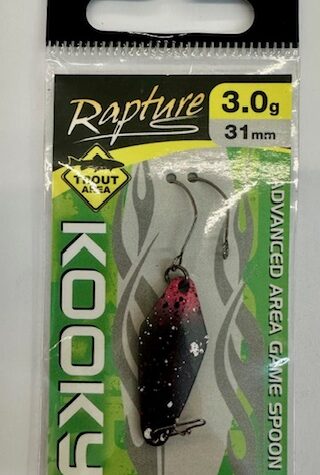 Rapture
3.0g
31mm
TROUT
AREA
KOOKY
ADVANCED AREA GAME SPOON